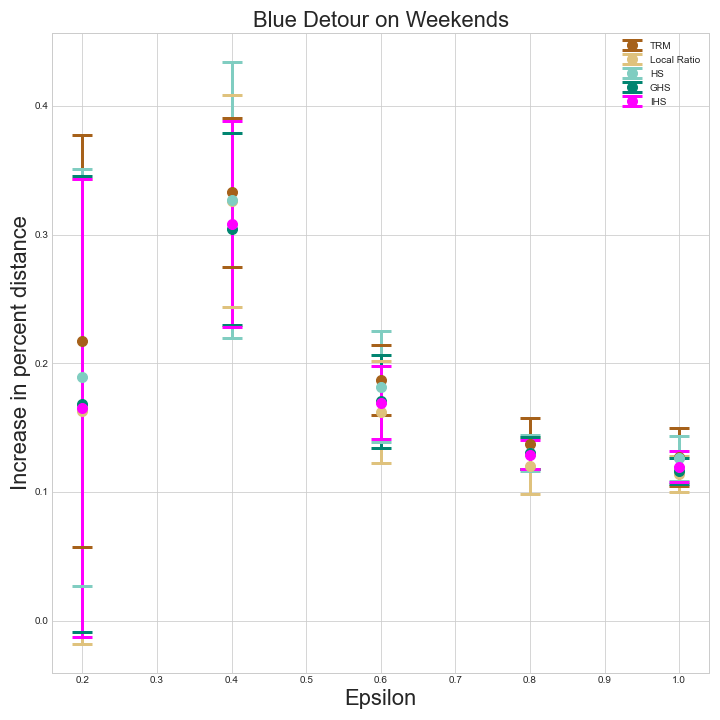 Blue Detour on Weekends
TRM
Local Ratio
HS
GHS
IHS
Increase in percent distance
0.4
0.3
0.2
0.1
0.0
0.2 0.3 0.4 0.5 0.6 0.7 0.8 0.9 1.0
Epsilon